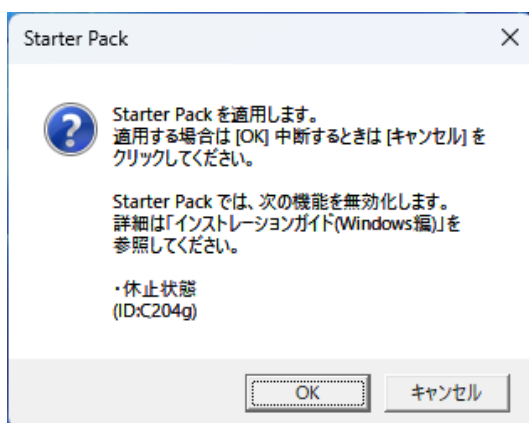 Starter Pack
Starter Pack を適用します。
適用する場合は [OK] 中断するときは [キャンセル] を
クリックしてください。
Starter Pack では、次の機能を無効化します。
詳細は「インストレーションガイド(Windows編)」を
参照してください。
・休止状態
(ID:C204g)
OK
キャンセル